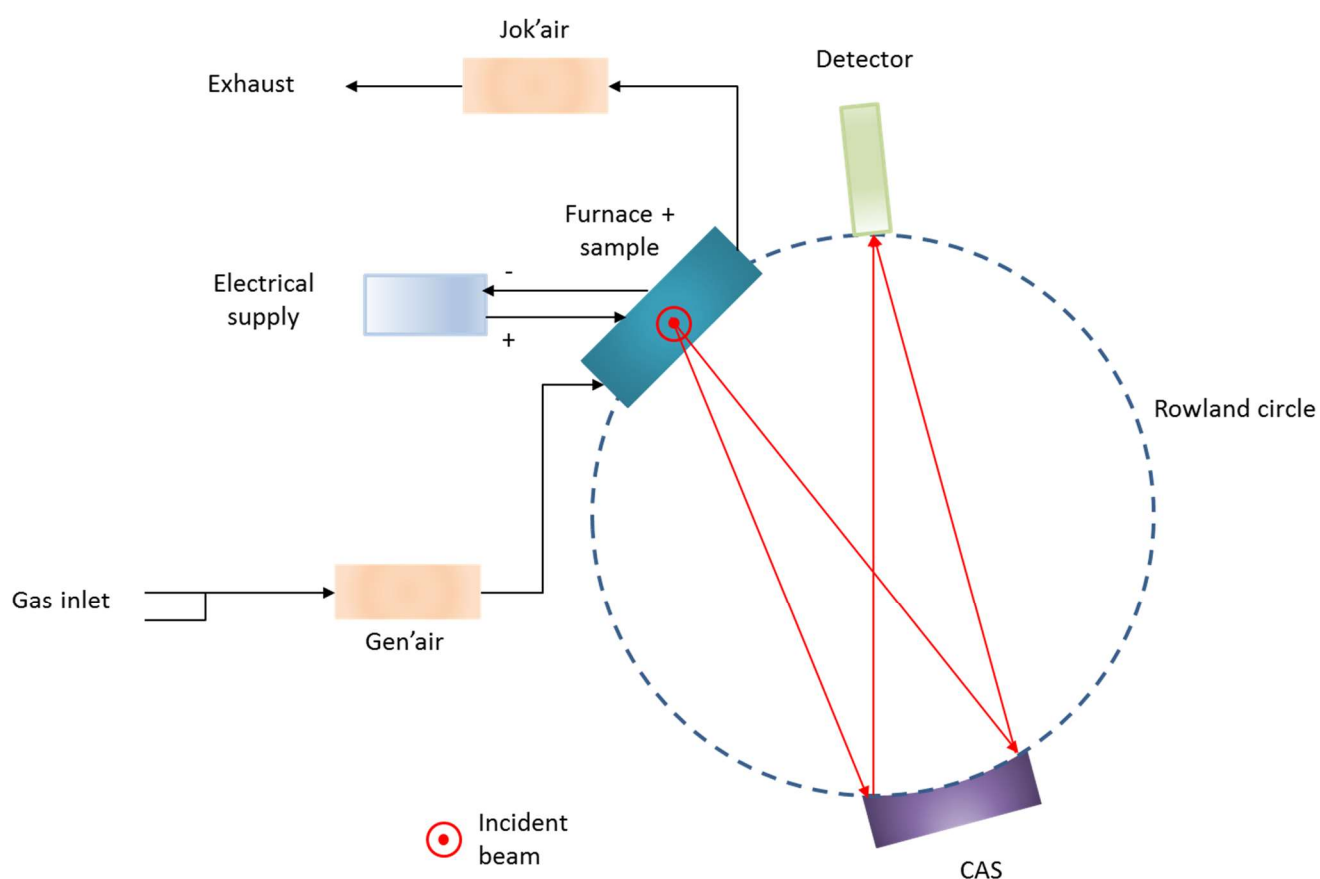 Jok’air
Exhaust
Detector
Furnace +
sample
Electrical
supply
-
+
Rowland circle
Gas inlet
Gen’air
Incident
beam
CAS